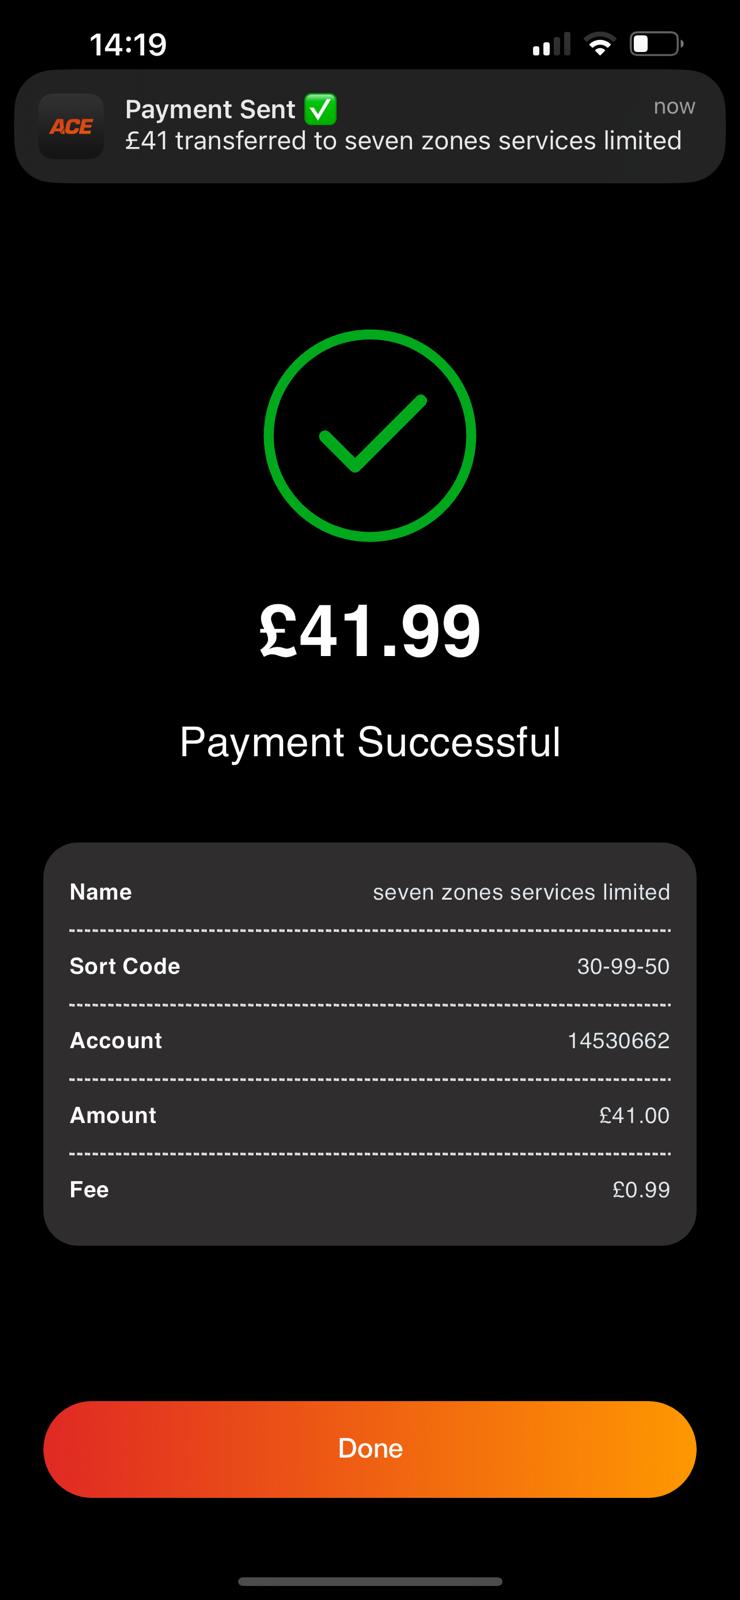 14:19
ACE
Payment Sent ✅
now
£41 transferred to seven zones services limited
£41.99
Payment Successful
Name seven zones services limited
Sort Code 30-99-50
Account 14530662
Amount £41.00
Fee £0.99
Done